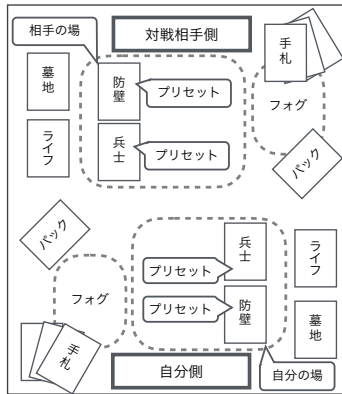 相手の場
対戦相手側
手札
墓地
防壁
プリセット
フォグ
ライフ
兵士
プリセット
パック
パック
兵士
ライフ
プリセット
フォグ
プリセット
防壁
墓地
手札
自分側
自分の場